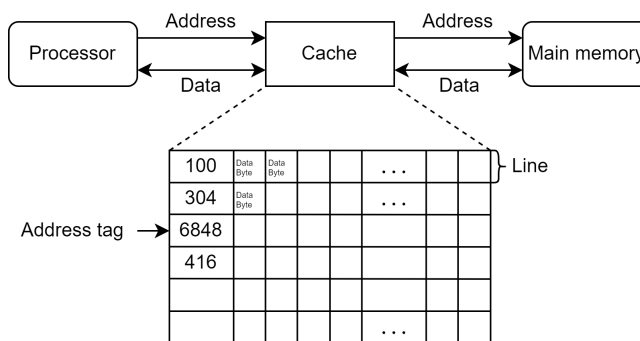 Address
Address
Processor
Cache
Main memory
Data
Data
100
Data
Byte
Data
Byte
...
Line
304
Data
Byte
...
Address tag
6848
416
...